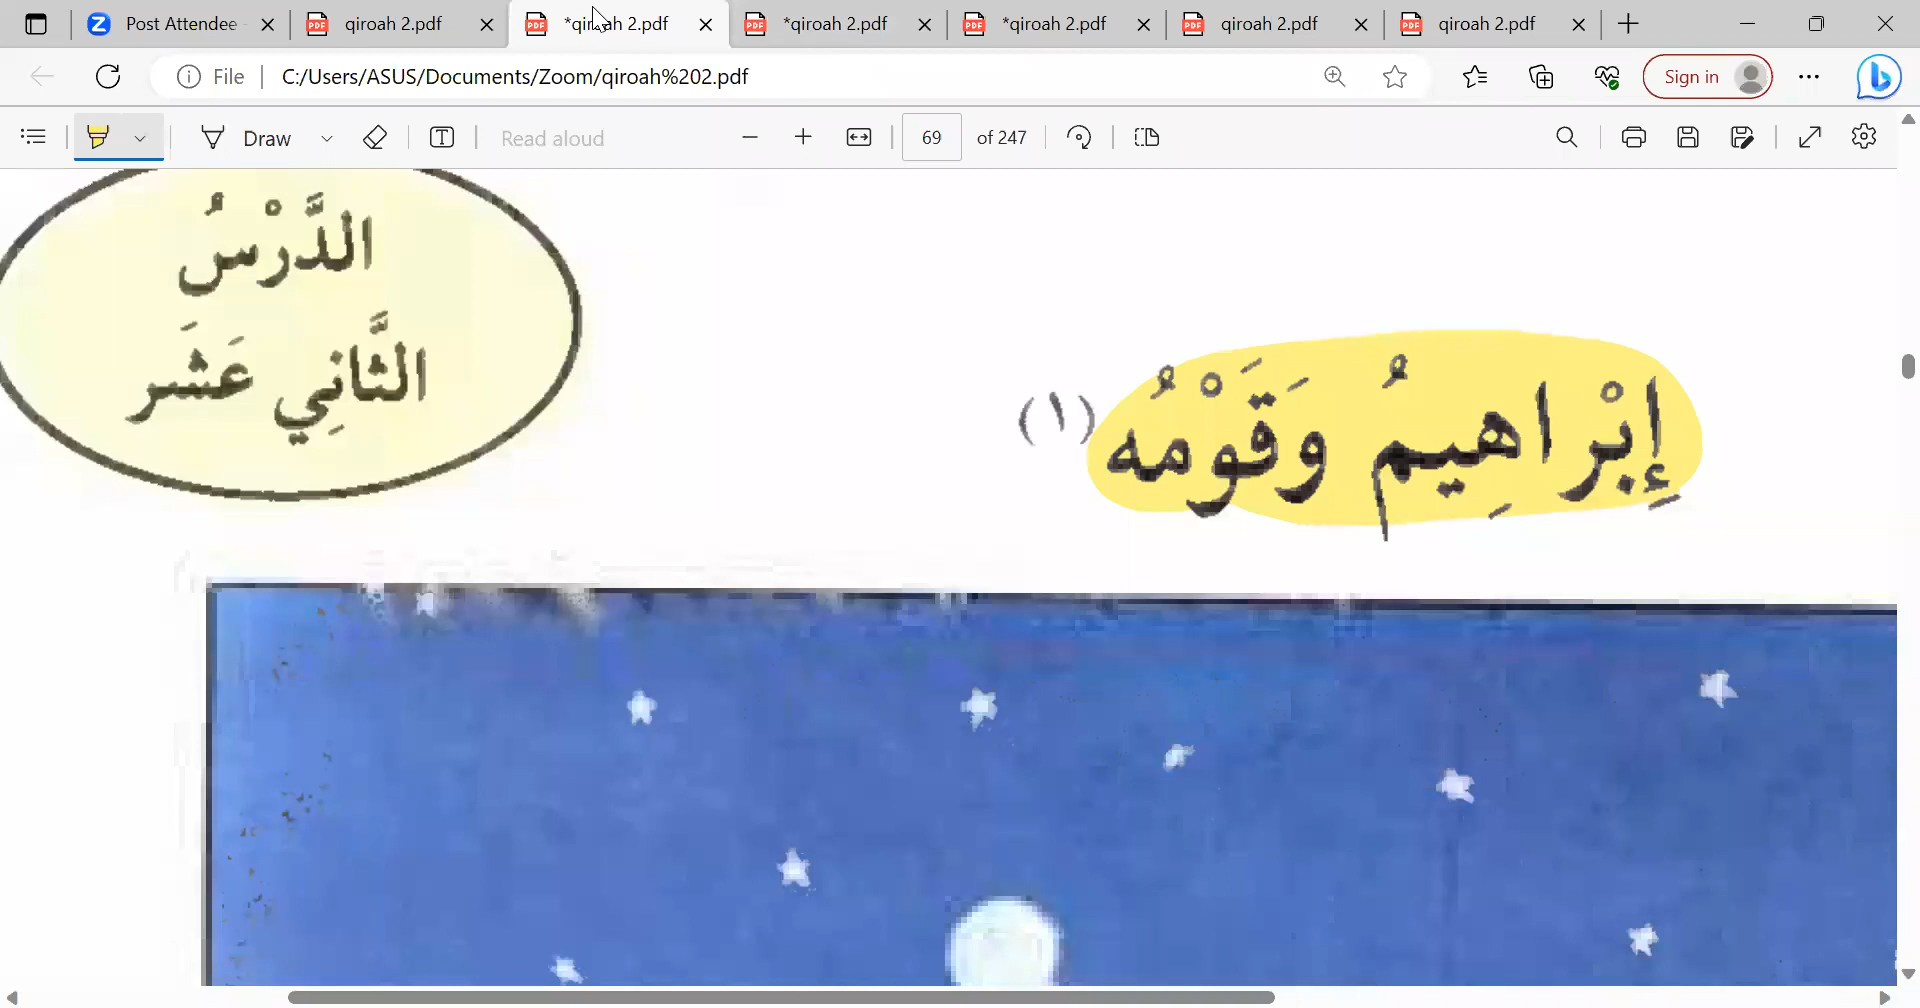 Post Attendee
qiroah 2.pdf
*qiroah 2.pdf
*qiroah 2.pdf
*qiroah 2.pdf
qiroah 2.pdf
qiroah 2.pdf
File
C:/Users/ASUS/Documents/Zoom/qiroah%202.pdf
Sign in
Draw
Read aloud
69
of 247
الدَّرْسُ
الثَّانِي عَشَر
إِبْرَاهِيمُ وَقَوْمُه (١)